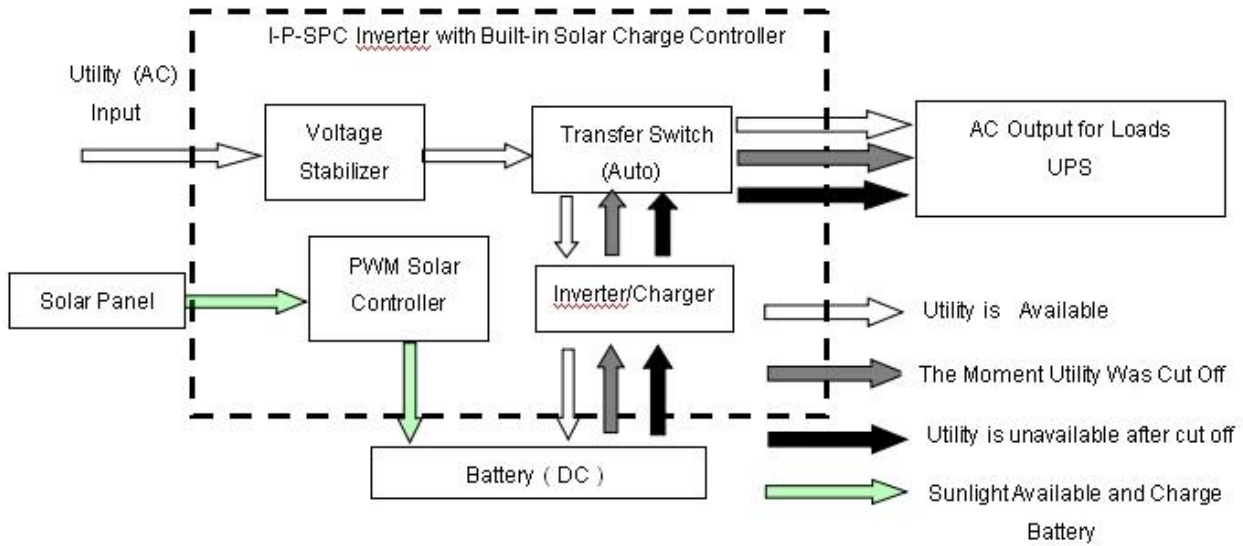 I-P-SPC Inverter with Built-in Solar Charge Controller
Utility (AC)
Input
Voltage
Stabilizer
Transfer Switch
(Auto)
AC Output for Loads
UPS
Solar Panel
PWM Solar
Controller
Inverter/Charger
Battery ( DC )
Utility is Available
The Moment Utility Was Cut Off
Utility is unavailable after cut off
Sunlight Available and Charge
Battery